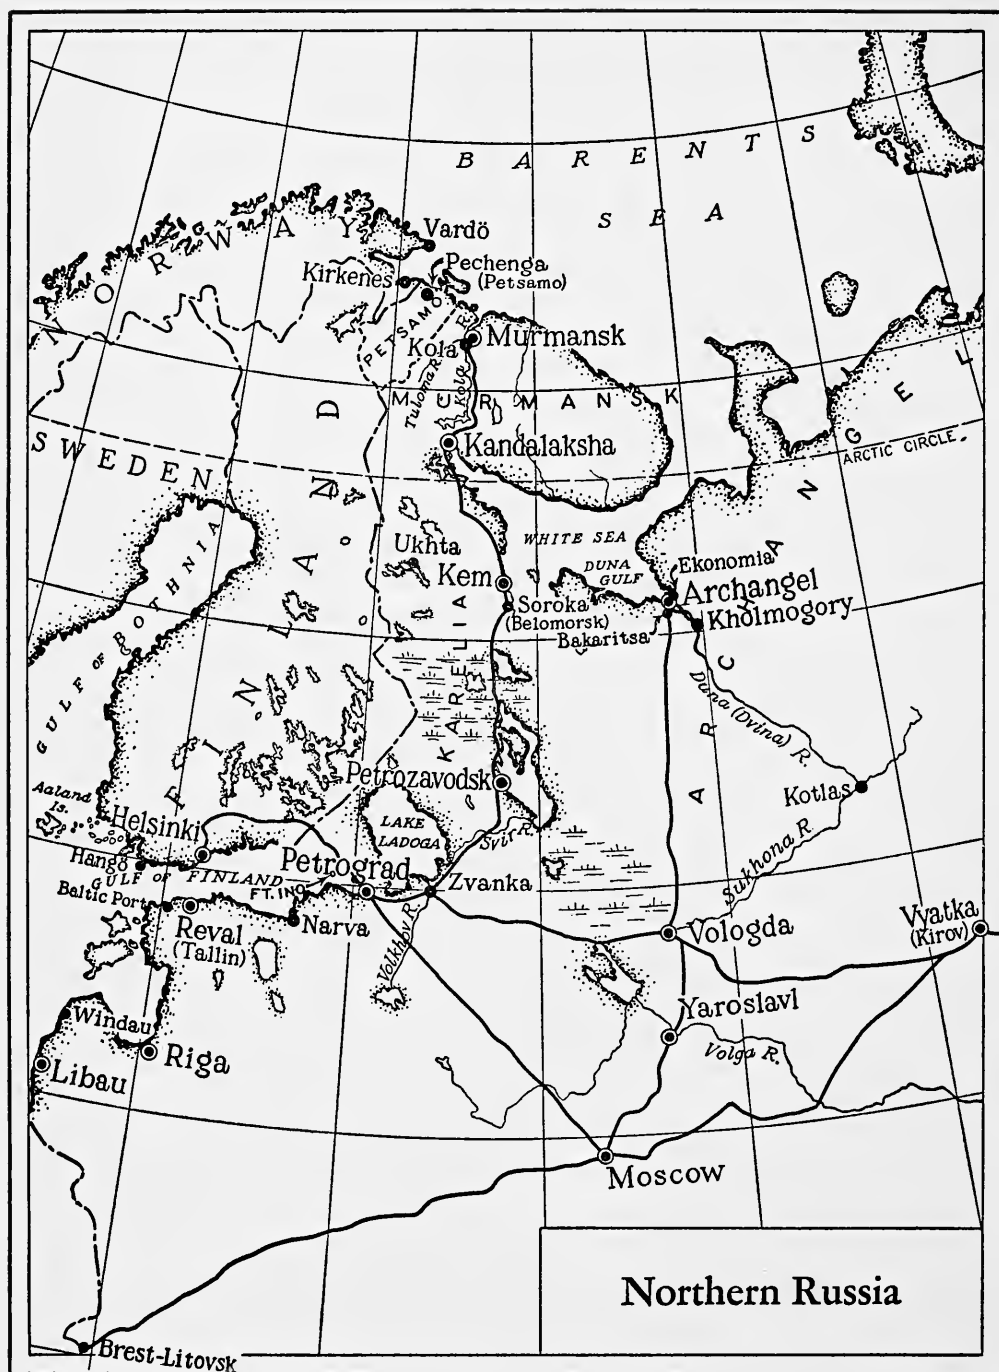 BARENTS
SEA
NORWAY
Vardö
Pechenga
(Petsamo)
Kirkenes
PETSAMO
Kola
Murmansk
Tuloma R.
Kola R.
MURMANSK
Kandalaksha
SWEDEN
ARCTIC CIRCLE
FINLAND
GULF OF BOTHNIA
WHITE SEA
Ukhta
Kem
DUNA
GULF
Ekonomia
Archangel
Kholmogory
Soroka
(Belomorsk)
Bakaritsa
KARELIA
ARCHANGEL
Duna (Dvina) R.
Petrozavodsk
Kotlas
Aaland
Is.
Helsinki
LAKE
LADOGA
Svir R.
Sukhona R.
Hangö
Petrograd
GULF OF FINLAND
FT. INO
Zvanka
Baltic Port
Narva
Reval
(Tallin)
Volkhov R.
Vologda
Vyatka
(Kirov)
Windau
Yaroslavl
Riga
Libau
Volga R.
Moscow
Northern Russia
Brest-Litovsk